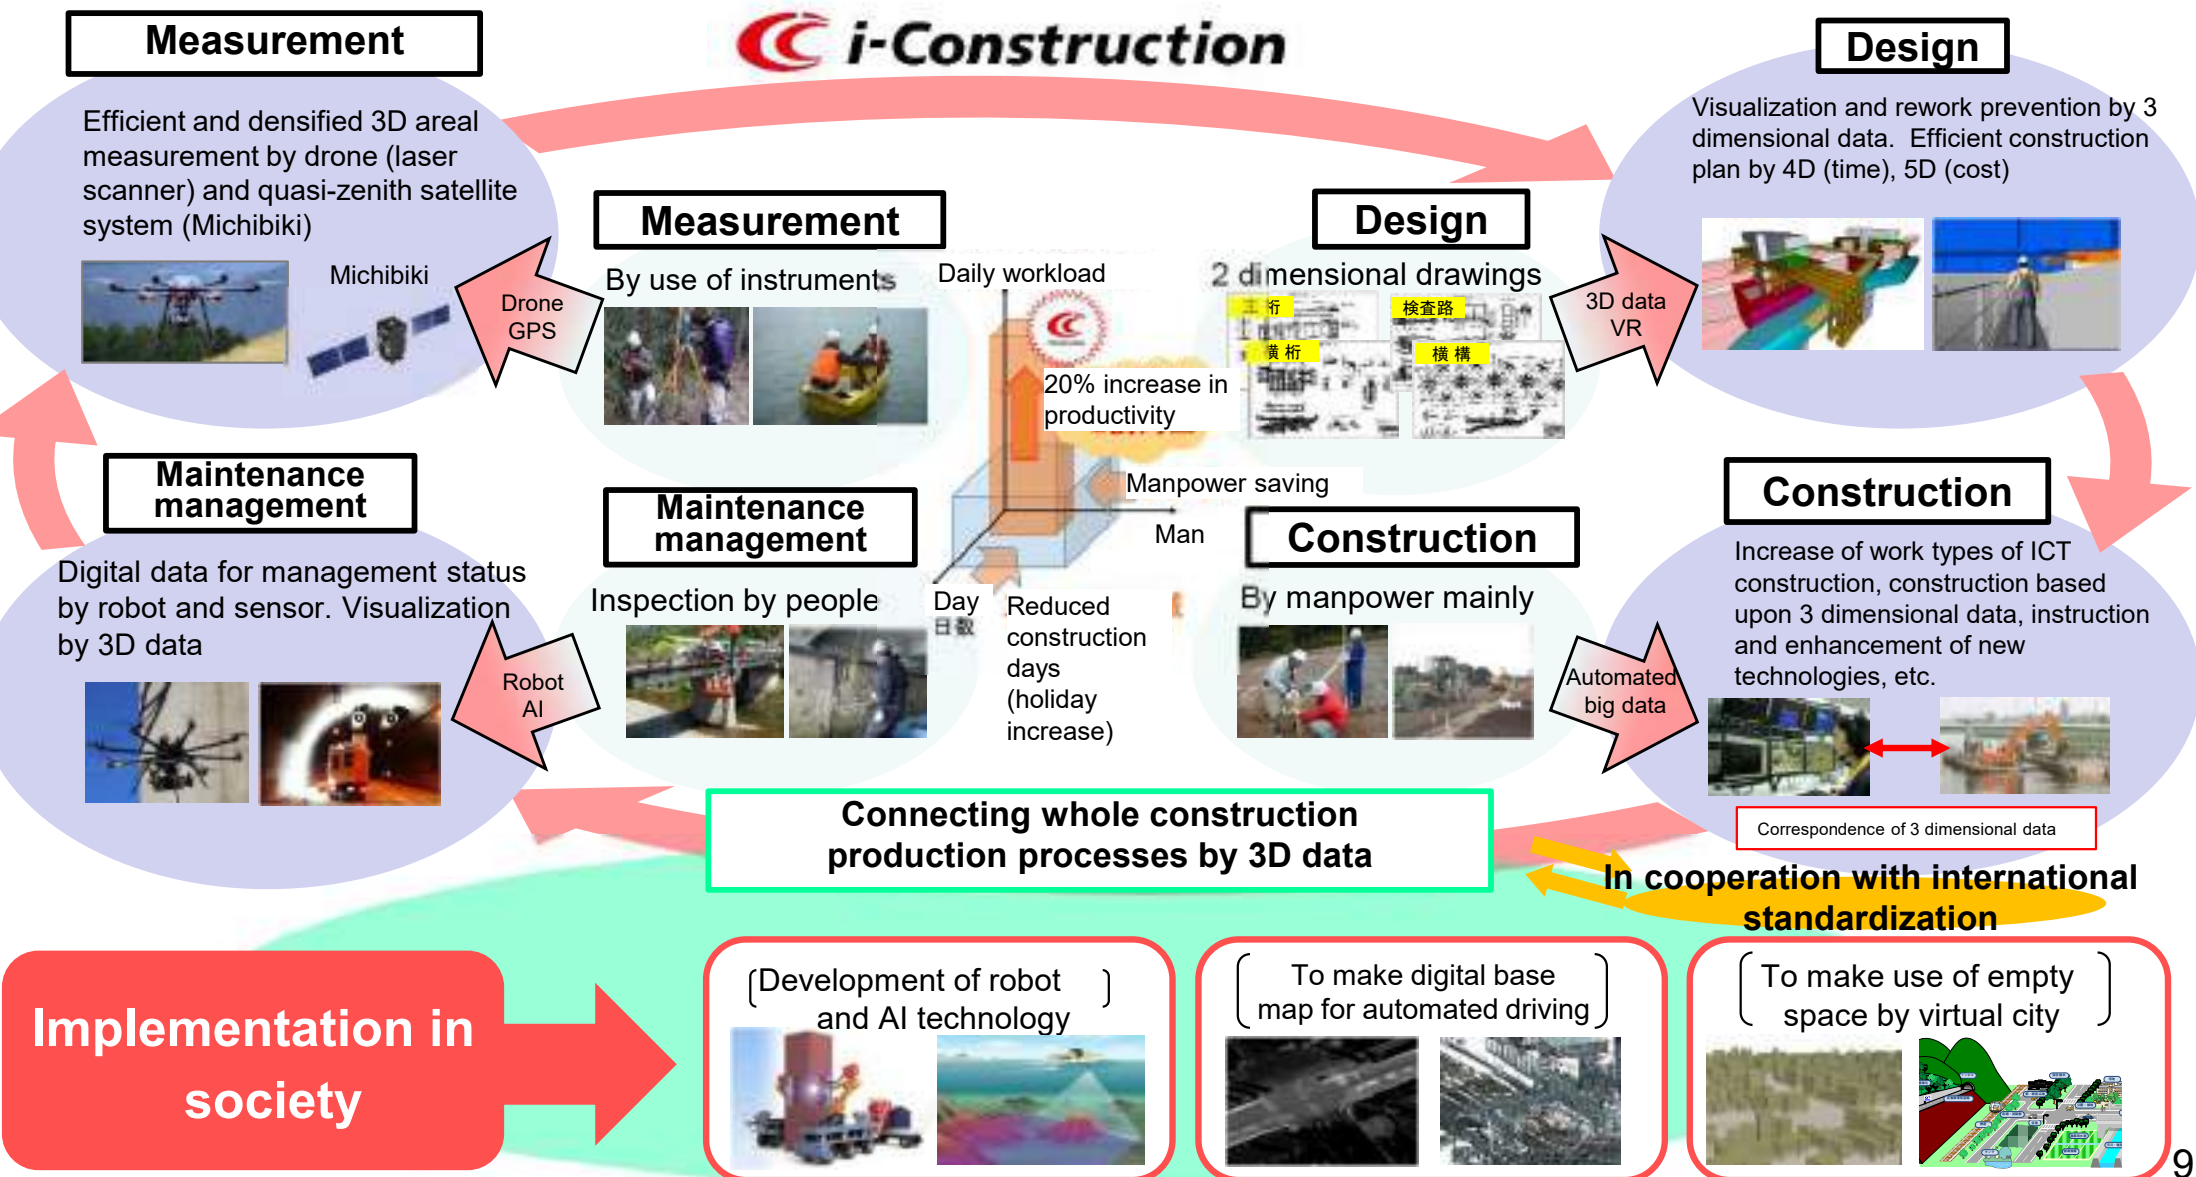 i-Construction
Measurement
Efficient and densified 3D areal
measurement by drone (laser
scanner) and quasi-zenith satellite
system (Michibiki)
Michibiki
Drone
GPS
Measurement
By use of instruments
Daily workload
20% increase in
productivity
Manpower saving
Man
Day
日数
Reduced
construction
days
(holiday
increase)
Design
2 dimensional drawings
主 桁
検査路
横 桁
横 構
3D data
VR
Design
Visualization and rework prevention by 3
dimensional data. Efficient construction
plan by 4D (time), 5D (cost)
Maintenance
management
Digital data for management status
by robot and sensor. Visualization
by 3D data
Robot
AI
Maintenance
management
Inspection by people
Construction
By manpower mainly
Automated
big data
Construction
Increase of work types of ICT
construction, construction based
upon 3 dimensional data, instruction
and enhancement of new
technologies, etc.
Correspondence of 3 dimensional data
Connecting whole construction
production processes by 3D data
In cooperation with international
standardization
Implementation in
society
Development of robot
and AI technology
To make digital base
map for automated driving
To make use of empty
space by virtual city
9